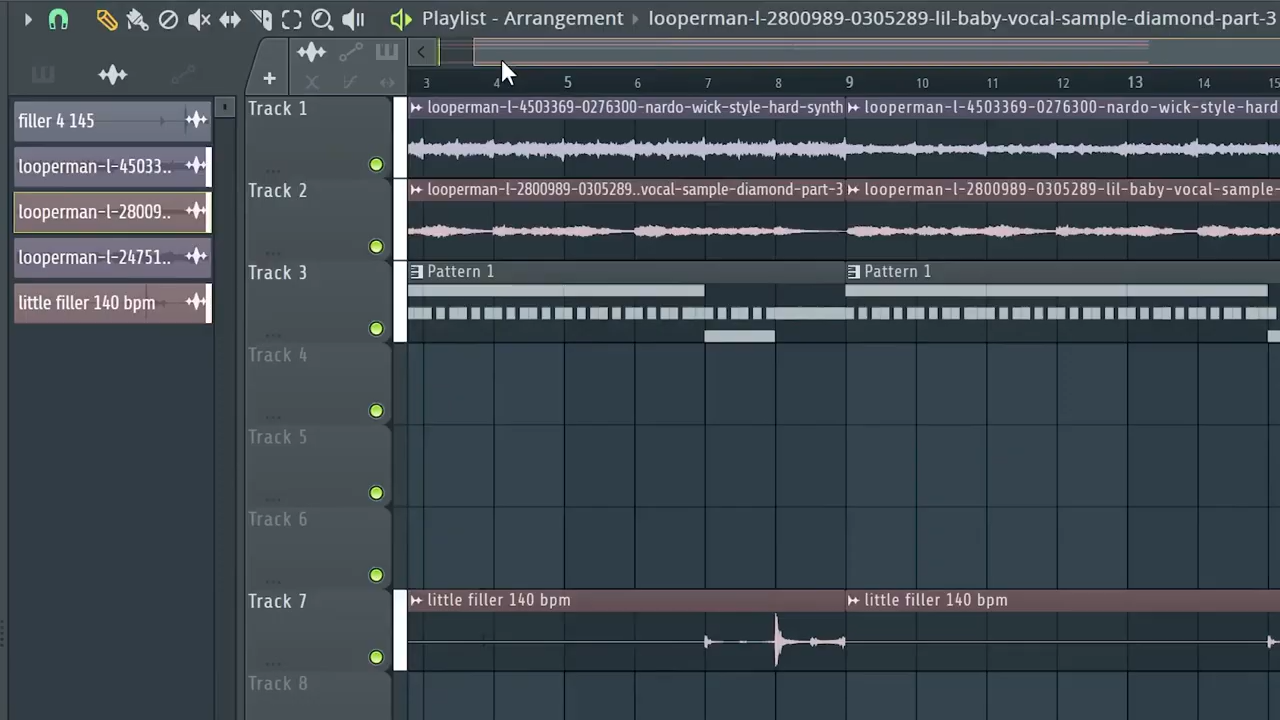 Playlist - Arrangement looperman-l-2800989-0305289-lil-baby-vocal-sample-diamond-part-3
3 4 5 6 7 8 9 10 11 12 13 14 15
filler 4 145
looperman-l-45033..
looperman-l-28009..
looperman-l-24751..
little filler 140 bpm
Track 1
looperman-l-4503369-0276300-nardo-wick-style-hard-synth
looperman-l-4503369-0276300-nardo-wick-style-hard
Track 2
looperman-l-2800989-0305289..vocal-sample-diamond-part-3
looperman-l-2800989-0305289-lil-baby-vocal-sample-
Track 3
Pattern 1
Pattern 1
Track 4
Track 5
Track 6
Track 7
little filler 140 bpm
little filler 140 bpm
Track 8